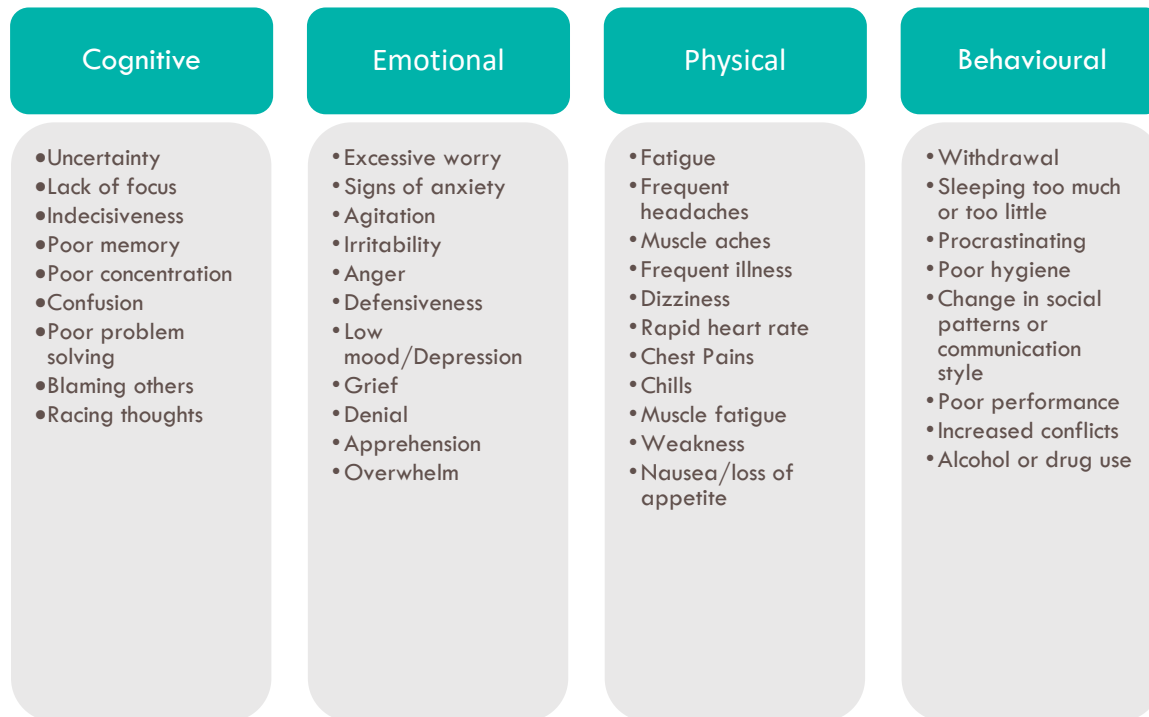 Cognitive
•Uncertainty
•Lack of focus
•Indecisiveness
•Poor memory
•Poor concentration
•Confusion
•Poor problem
solving
•Blaming others
•Racing thoughts
Emotional
•Excessive worry
•Signs of anxiety
•Agitation
•Irritability
•Anger
•Defensiveness
•Low
mood/Depression
•Grief
•Denial
•Apprehension
•Overwhelm
Physical
•Fatigue
•Frequent
headaches
•Muscle aches
•Frequent illness
•Dizziness
•Rapid heart rate
•Chest Pains
•Chills
•Muscle fatigue
•Weakness
•Nausea/loss of
appetite
Behavioural
•Withdrawal
•Sleeping too much
or too little
•Procrastinating
•Poor hygiene
•Change in social
patterns or
communication
style
•Poor performance
•Increased conflicts
•Alcohol or drug use